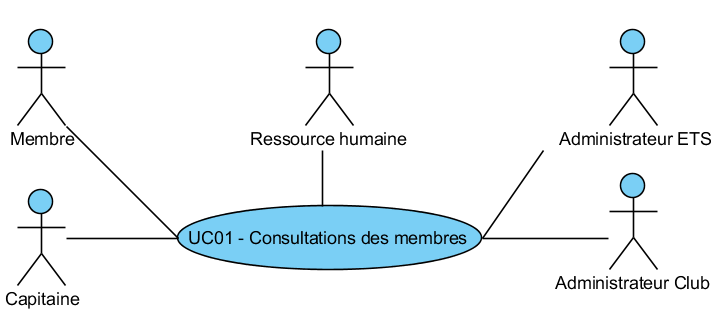 Membre
Ressource humaine
Administrateur ETS
UC01 - Consultations des membres
Capitaine
Administrateur Club